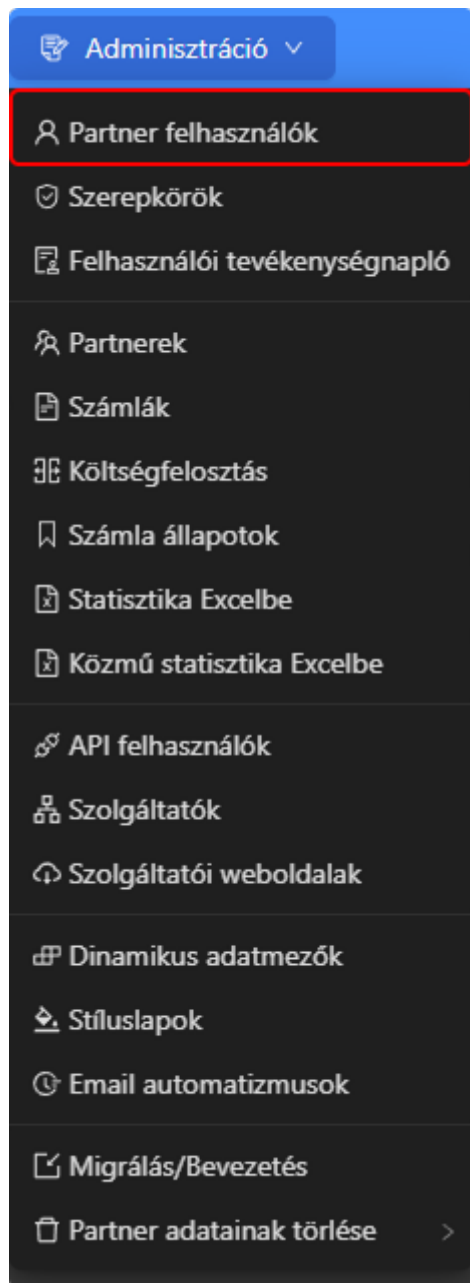 Adminisztráció
Partner felhasználók
Szerepkörök
Felhasználói tevékenységnapló
Partnerek
Számlák
Költségfelosztás
Számla állapotok
Statisztika Excelbe
Közmű statisztika Excelbe
API felhasználók
Szolgáltatók
Szolgáltatói weboldalak
Dinamikus adatmezők
Stíluslapok
Email automatizmusok
Migrálás/Bevezetés
Partner adatainak törlése